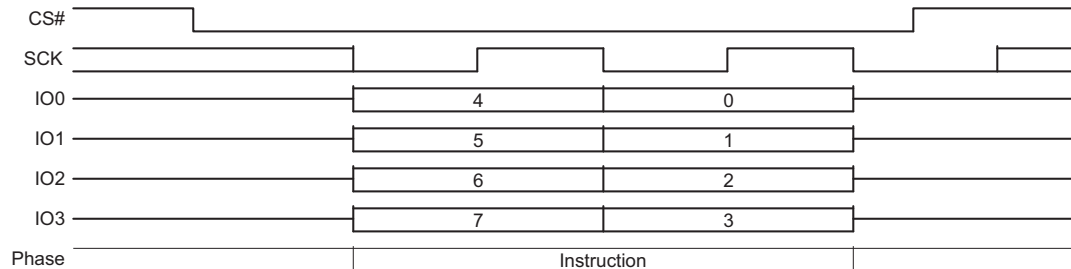 CS#
SCK
IO0 4 0
IO1 5 1
IO2 6 2
IO3 7 3
Phase Instruction